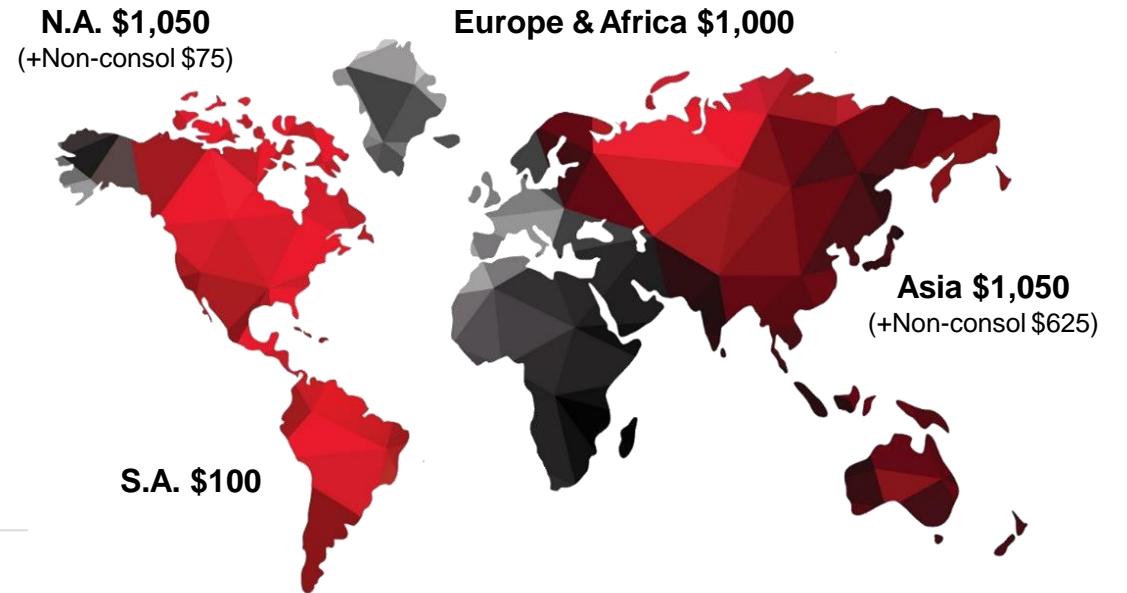 N.A. $1,050
(+Non-consol $75)
Europe & Africa $1,000
Asia $1,050
(+Non-consol $625)
S.A. $100